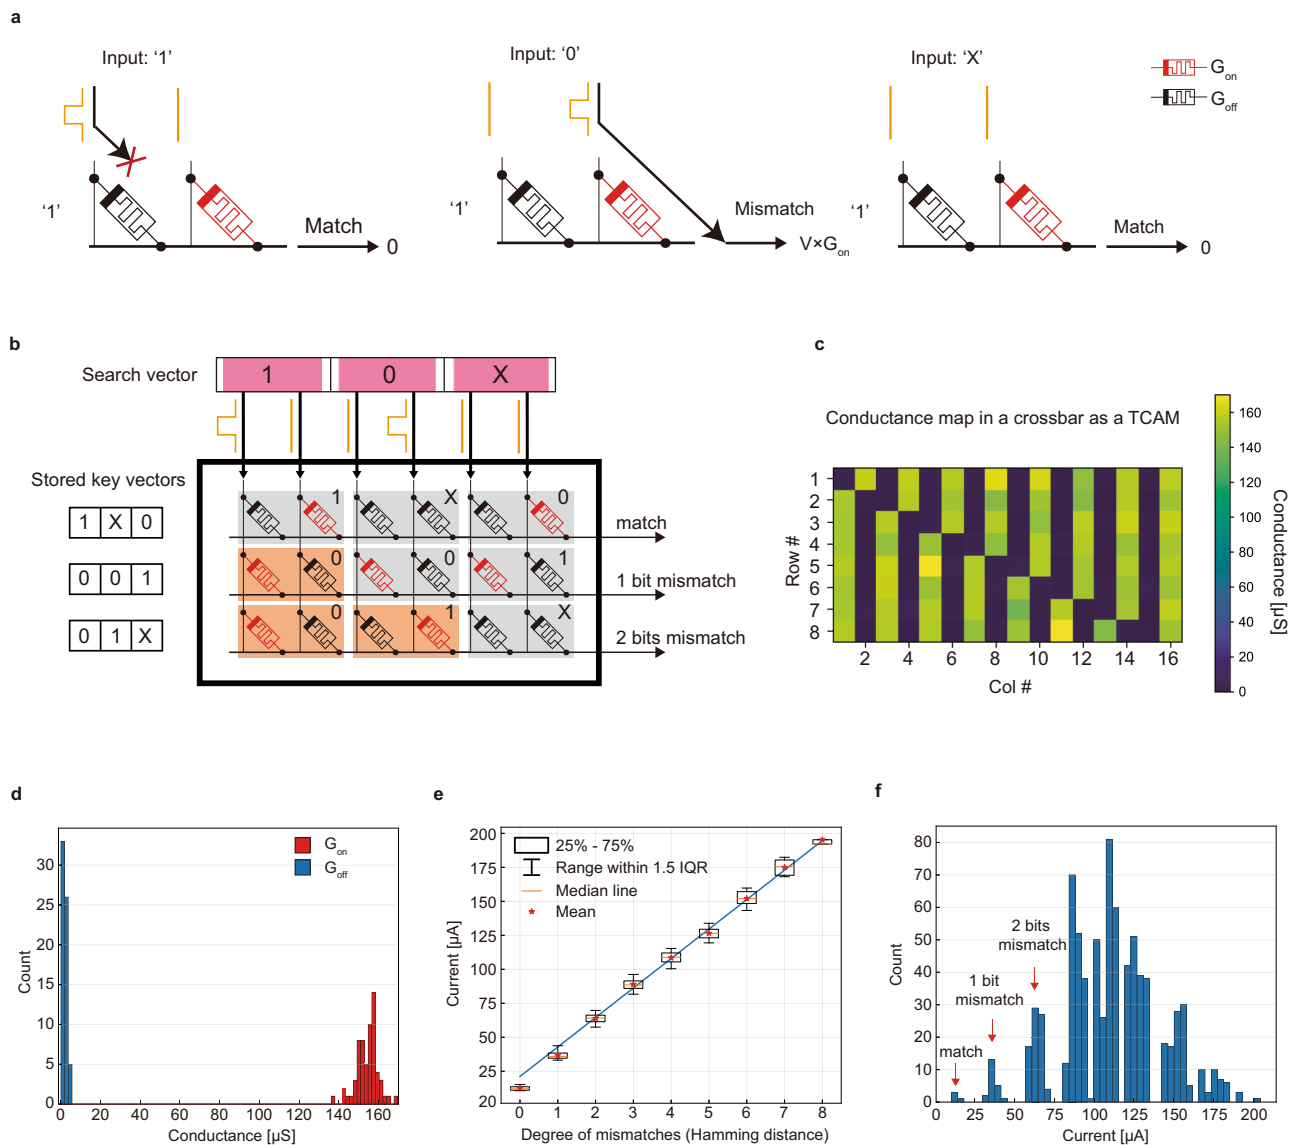 a
Input: ‘1’
Input: ‘0’
Input: ‘X’
Gon
Goff
‘1’
Match
0
‘1’
Mismatch
V×Gon
‘1’
Match
0
b
Search vector
1 0 X
Stored key vectors
1 X 0
1 X 0
match
0 0 1
0 0 1
1 bit mismatch
0 1 X
0 1 X
2 bits mismatch
c
Conductance map in a crossbar as a TCAM
1
2
3
4
5
6
7
8
Row #
2 4 6 8 10 12 14 16
Col #
160
140
120
100
80
60
40
20
0
Conductance [µS]
d
Gon
Goff
30
25
20
15
10
5
0
Count
0 20 40 60 80 100 120 140 160
Conductance [µS]
e
25% - 75%
Range within 1.5 IQR
Median line
Mean
200
175
150
125
100
75
50
25
20
Current [µA]
0 1 2 3 4 5 6 7 8
Degree of mismatches (Hamming distance)
f
80
70
60
50
40
30
20
10
0
Count
2 bits
mismatch
1 bit
mismatch
match
0 25 50 75 100 125 150 175 200
Current [µA]